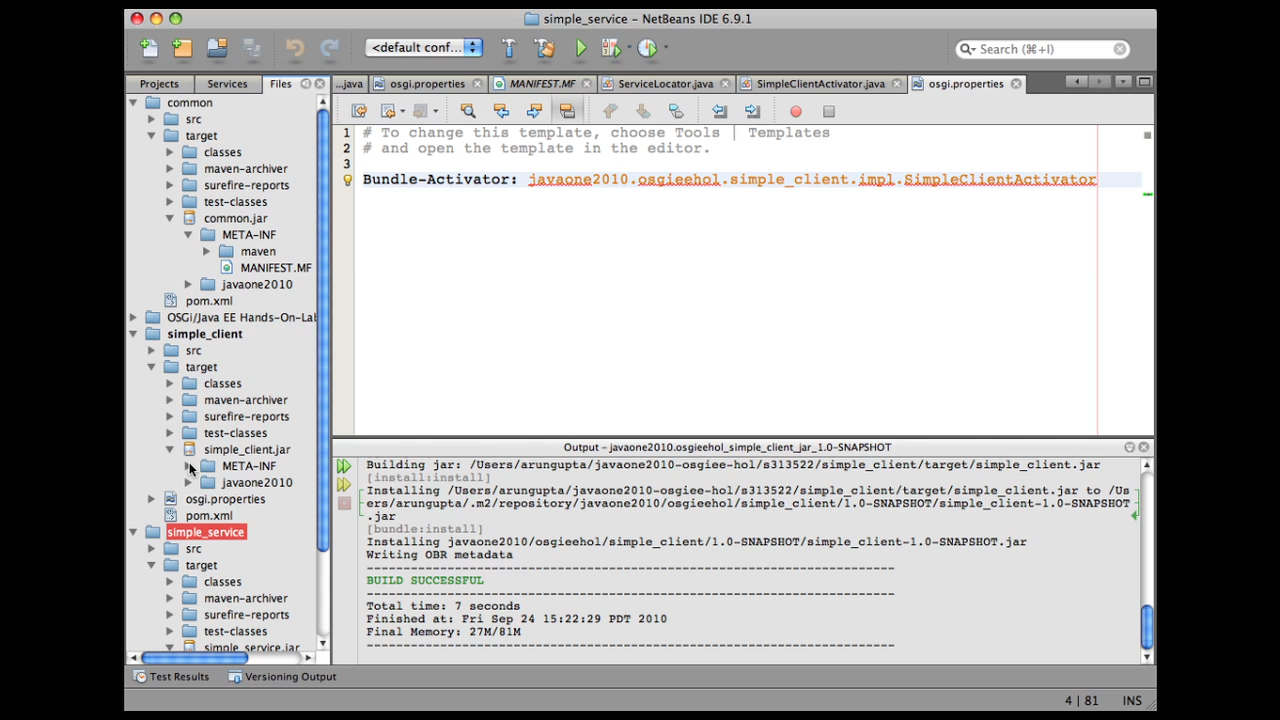 simple_service – NetBeans IDE 6.9.1
<default conf...
Search (⌘+I)
Projects
Services
Files
...java
osgi.properties
MANIFEST.MF
ServiceLocator.java
SimpleClientActivator.java
osgi.properties
common
src
target
classes
maven-archiver
surefire-reports
test-classes
common.jar
META-INF
maven
MANIFEST.MF
javaone2010
pom.xml
OSGi/Java EE Hands-On-Lab
simple_client
src
target
classes
maven-archiver
surefire-reports
test-classes
simple_client.jar
META-INF
javaone2010
osgi.properties
pom.xml
simple_service
src
target
classes
maven-archiver
surefire-reports
test-classes
simple_service.jar
1 # To change this template, choose Tools | Templates
2 # and open the template in the editor.
3
Bundle-Activator: javaone2010.osgieehol.simple_client.impl.SimpleClientActivator
Output – javaone2010.osgieehol_simple_client_jar_1.0-SNAPSHOT
Building jar: /Users/arungupta/javaone2010-osgiee-hol/s313522/simple_client/target/simple_client.jar
[install:install]
Installing /Users/arungupta/javaone2010-osgiee-hol/s313522/simple_client/target/simple_client.jar to /Us
ers/arungupta/.m2/repository/javaone2010/osgieehol/simple_client/1.0-SNAPSHOT/simple_client-1.0-SNAPSHOT
.jar
[bundle:install]
Installing javaone2010/osgieehol/simple_client/1.0-SNAPSHOT/simple_client-1.0-SNAPSHOT.jar
Writing OBR metadata
------------------------------------------------------------------------
BUILD SUCCESSFUL
------------------------------------------------------------------------
Total time: 7 seconds
Finished at: Fri Sep 24 15:22:29 PDT 2010
Final Memory: 27M/81M
------------------------------------------------------------------------
Test Results
Versioning Output
4 | 81
INS